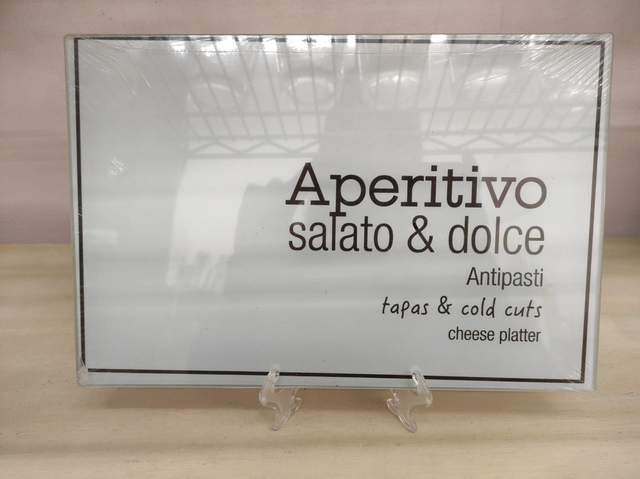 Aperitivo
salato & dolce
Antipasti
tapas & cold cuts
cheese platter